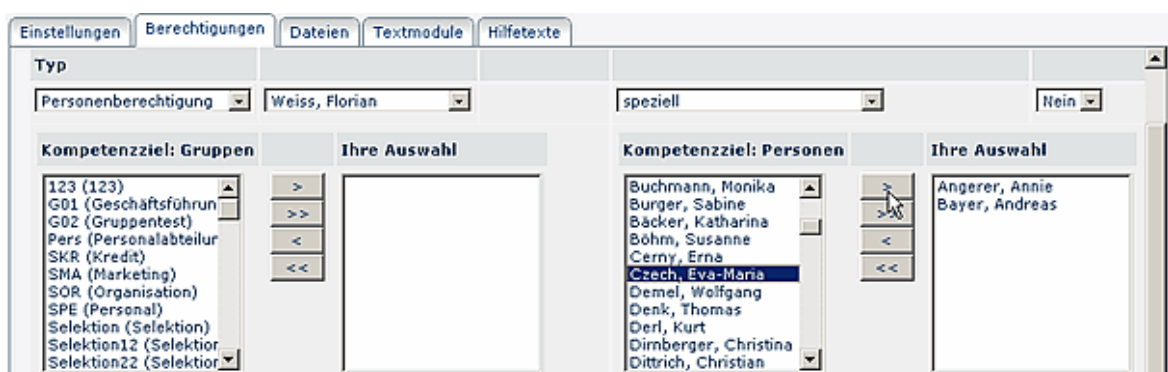 Einstellungen Berechtigungen Dateien Textmodule Hilfetexte
Typ
Personenberechtigung Weiss, Florian speziell Nein
Kompetenzziel: Gruppen Ihre Auswahl Kompetenzziel: Personen Ihre Auswahl
123 (123)
G01 (Geschäftsführun
G02 (Gruppentest)
Pers (Personalabteilur
SKR (Kredit)
SMA (Marketing)
SOR (Organisation)
SPE (Personal)
Selektion (Selektion)
Selektion12 (Selektior
Selektion22 (Selektior
>
>>
<
<<
Buchmann, Monika
Burger, Sabine
Bäcker, Katharina
Böhm, Susanne
Cerny, Erna
Czech, Eva-Maria
Demel, Wolfgang
Denk, Thomas
Derl, Kurt
Dirnberger, Christina
Dittrich, Christian
>
>>
<
<<
Angerer, Annie
Bayer, Andreas